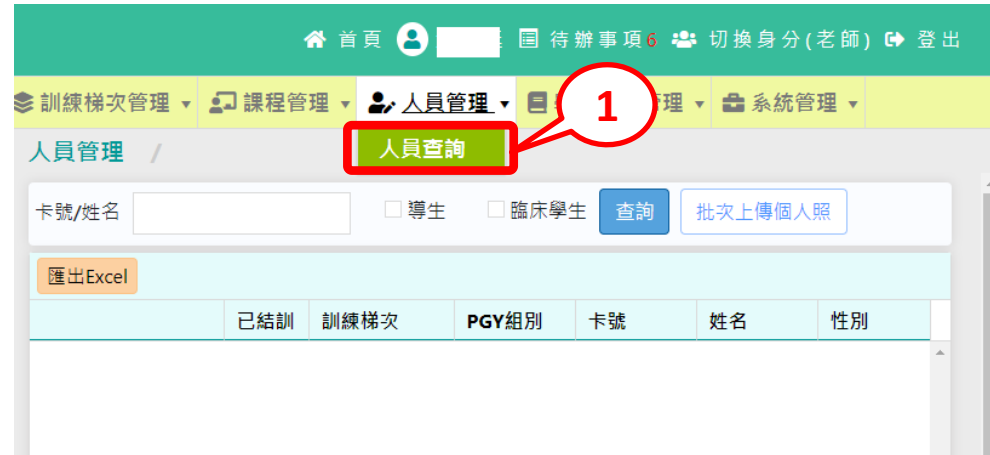 首頁 待辦事項6 切換身分(老師) 登出
訓練梯次管理 課程管理 人員管理 管理 系統管理
1
人員管理 / 人員查詢
卡號/姓名 導生 臨床學生 查詢 批次上傳個人照
匯出Excel
已結訓 訓練梯次 PGY組別 卡號 姓名 性別